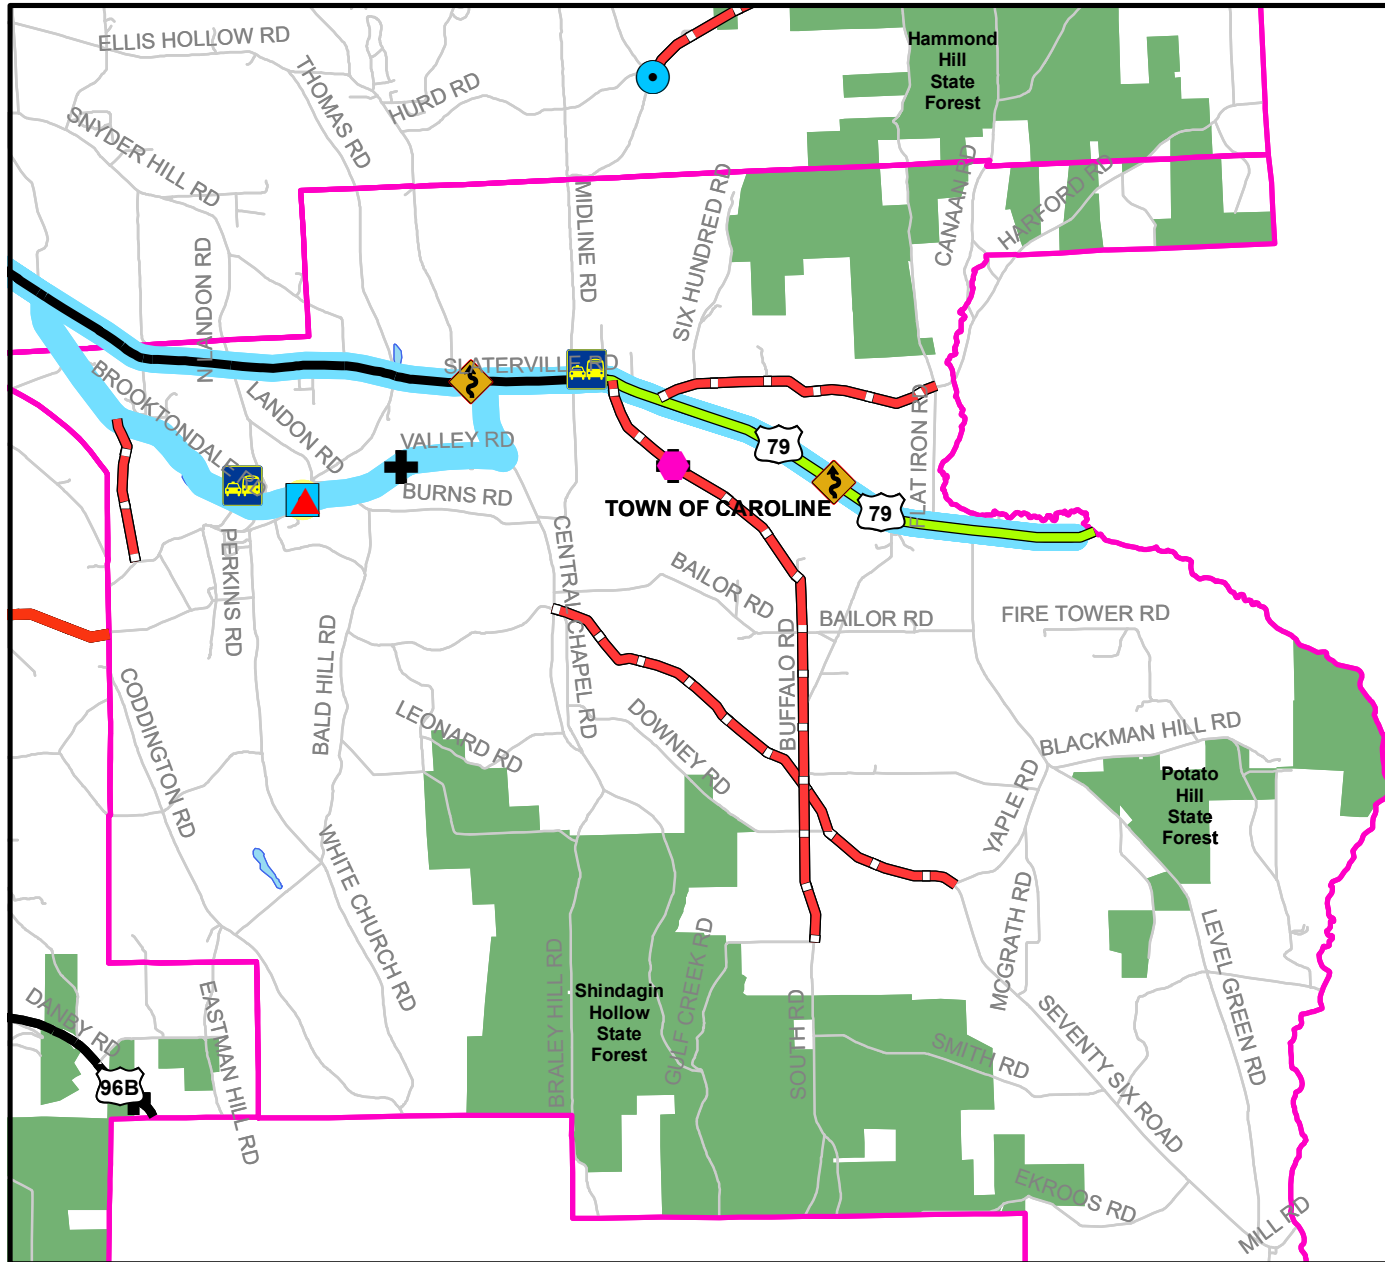 ELLIS HOLLOW RD
THOMAS RD
HURD RD
SNYDER HILL RD
Hammond
Hill
State
Forest
CANAAN RD
HARFORD RD
SIX HUNDRED RD
MIDLINE RD
N LANDON RD
SLATERVILLE RD
BROOKTONDALE
LANDON RD
VALLEY RD
BURNS RD
79
79
FLAT IRON RD
TOWN OF CAROLINE
PERKINS RD
CENTRAL CHAPEL RD
BAILOR RD
BAILOR RD
FIRE TOWER RD
BUFFALO RD
BALD HILL RD
CODDINGTON RD
LEONARD RD
DOWNEY RD
BLACKMAN HILL RD
YAPLE RD
Potato
Hill
State
Forest
WHITE CHURCH RD
MCGRATH RD
LEVEL GREEN RD
GULF CREEK RD
BRALEY HILL RD
Shindagin
Hollow
State
Forest
SOUTH RD
SMITH RD
SEVENTY SIX ROAD
DANBY RD
96B
EASTMAN HILL RD
EKROOS RD
MILL RD